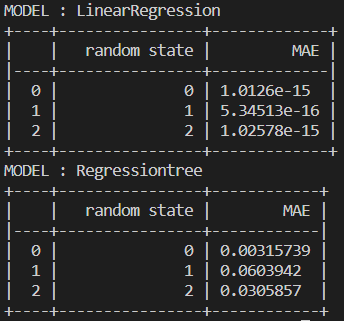 MODEL : LinearRegression
+----+----------------+-------------+
|    |   random state |         MAE |
|----+----------------+-------------|
|  0 |              0 | 1.0126e-15  |
|  1 |              1 | 5.34513e-16 |
|  2 |              2 | 1.02578e-15 |
+----+----------------+-------------+
MODEL : Regressiontree
+----+----------------+------------+
|    |   random state |        MAE |
|----+----------------+------------|
|  0 |              0 | 0.00315739 |
|  1 |              1 | 0.0603942  |
|  2 |              2 | 0.0305857  |
+----+----------------+------------+